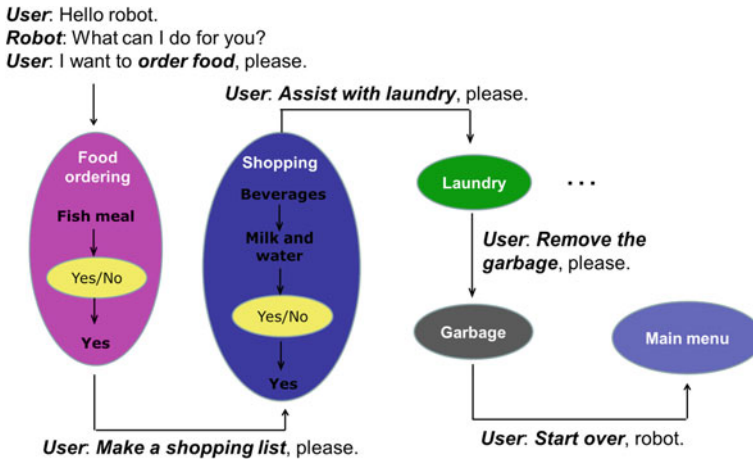 User: Hello robot.
Robot: What can I do for you?
User: I want to order food, please.
User: Assist with laundry, please.
Food
ordering
Fish meal
Yes/No
Yes
Shopping
Beverages
Milk and
water
Yes/No
Yes
Laundry
...
User: Remove the
garbage, please.
Garbage
Main menu
User: Make a shopping list, please.
User: Start over, robot.